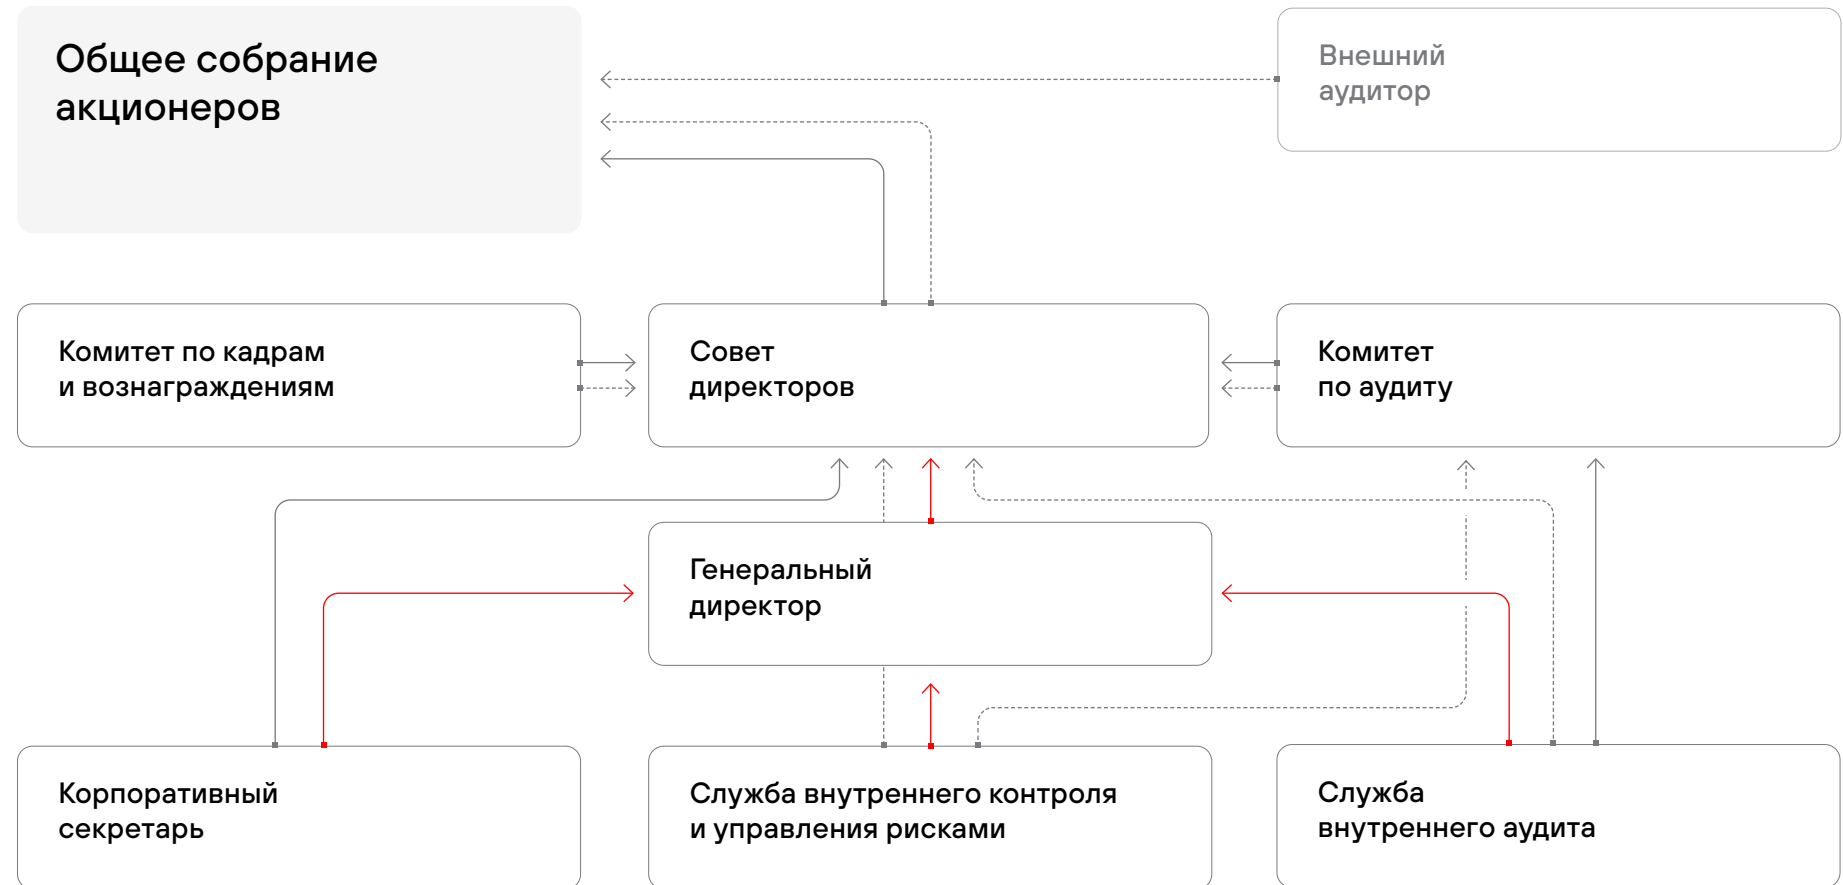 Общее собрание
акционеров
Внешний
аудитор
Комитет по кадрам
и вознаграждениям
Совет
директоров
Комитет
по аудиту
Генеральный
директор
Корпоративный
секретарь
Служба внутреннего контроля
и управления рисками
Служба
внутреннего аудита